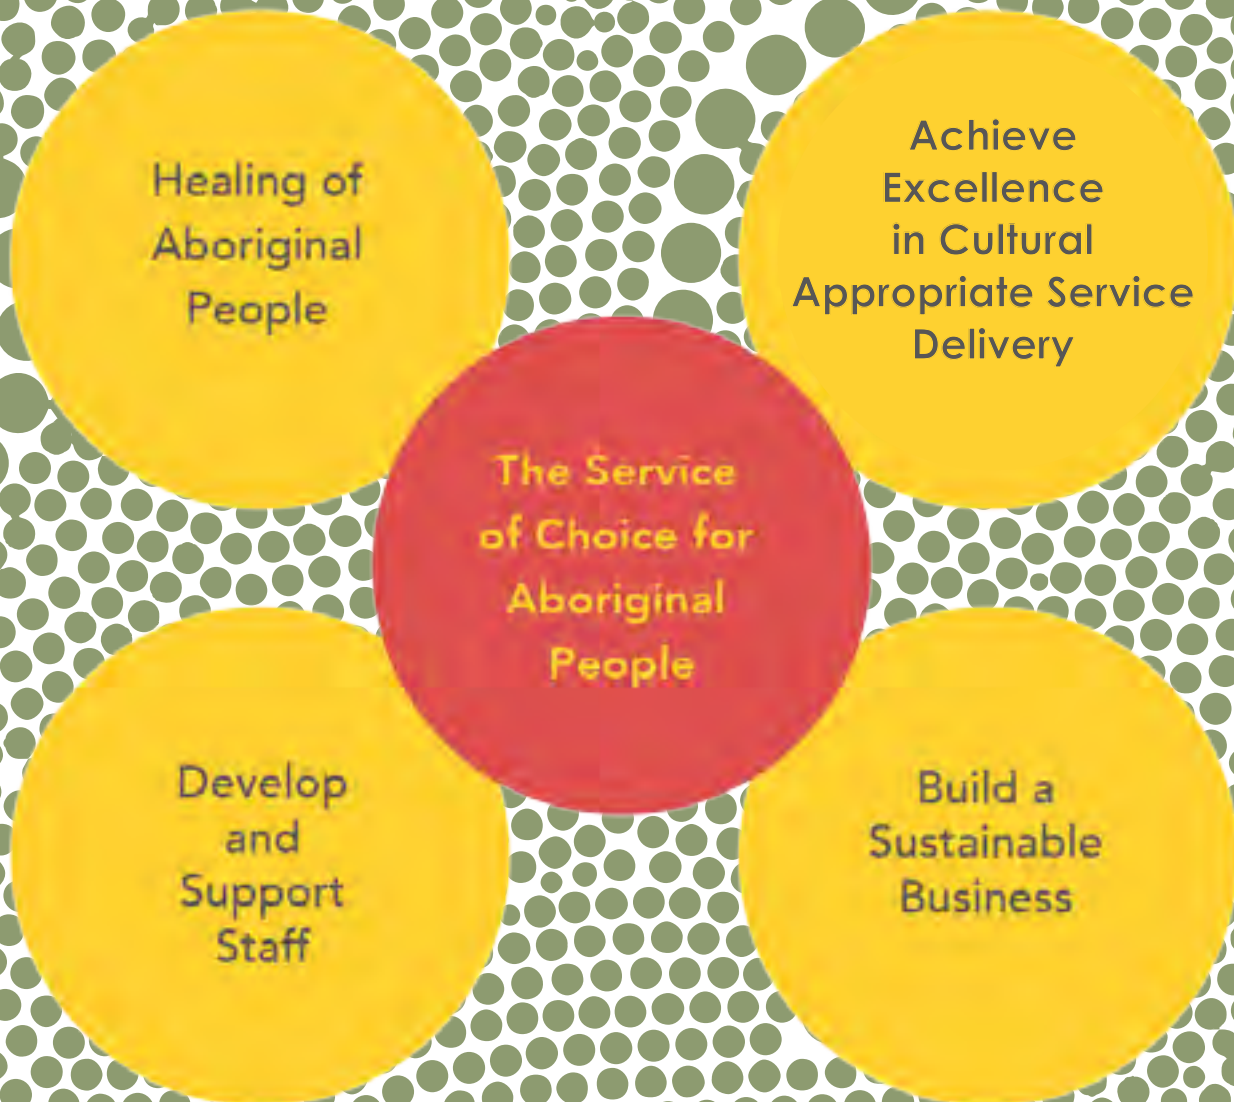 Healing of
Aboriginal
People
Achieve
Excellence
in Cultural
Appropriate Service
Delivery
The Service
of Choice for
Aboriginal
People
Develop
and
Support
Staff
Build a
Sustainable
Business